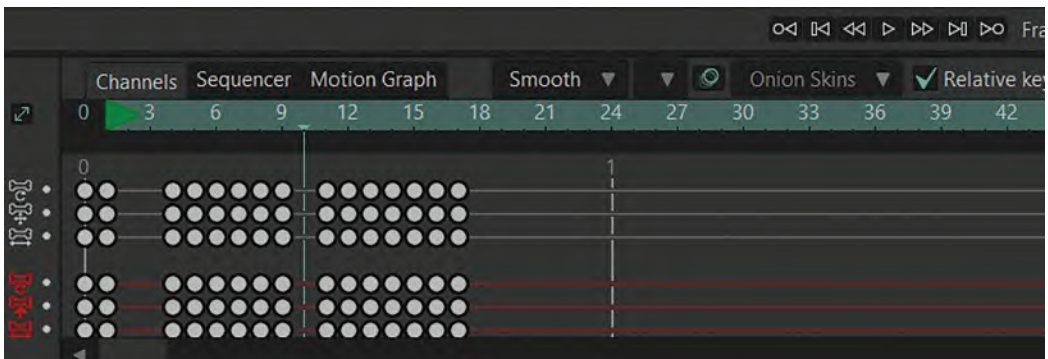 Fra
Channels Sequencer Motion Graph Smooth Onion Skins Relative key
0 3 6 9 12 15 18 21 24 27 30 33 36 39 42
0 1